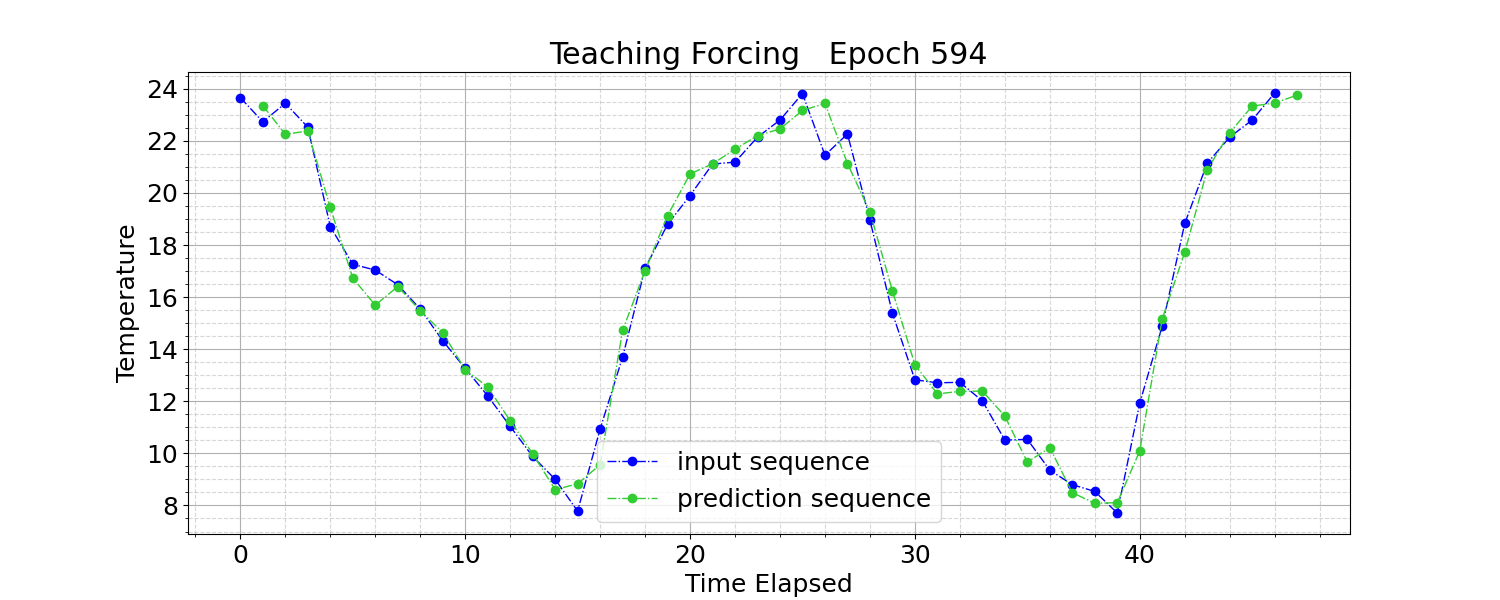 Teaching Forcing   Epoch 594
24
22
20
18
16
14
12
10
8
Temperature
input sequence
prediction sequence
0 10 20 30 40
Time Elapsed